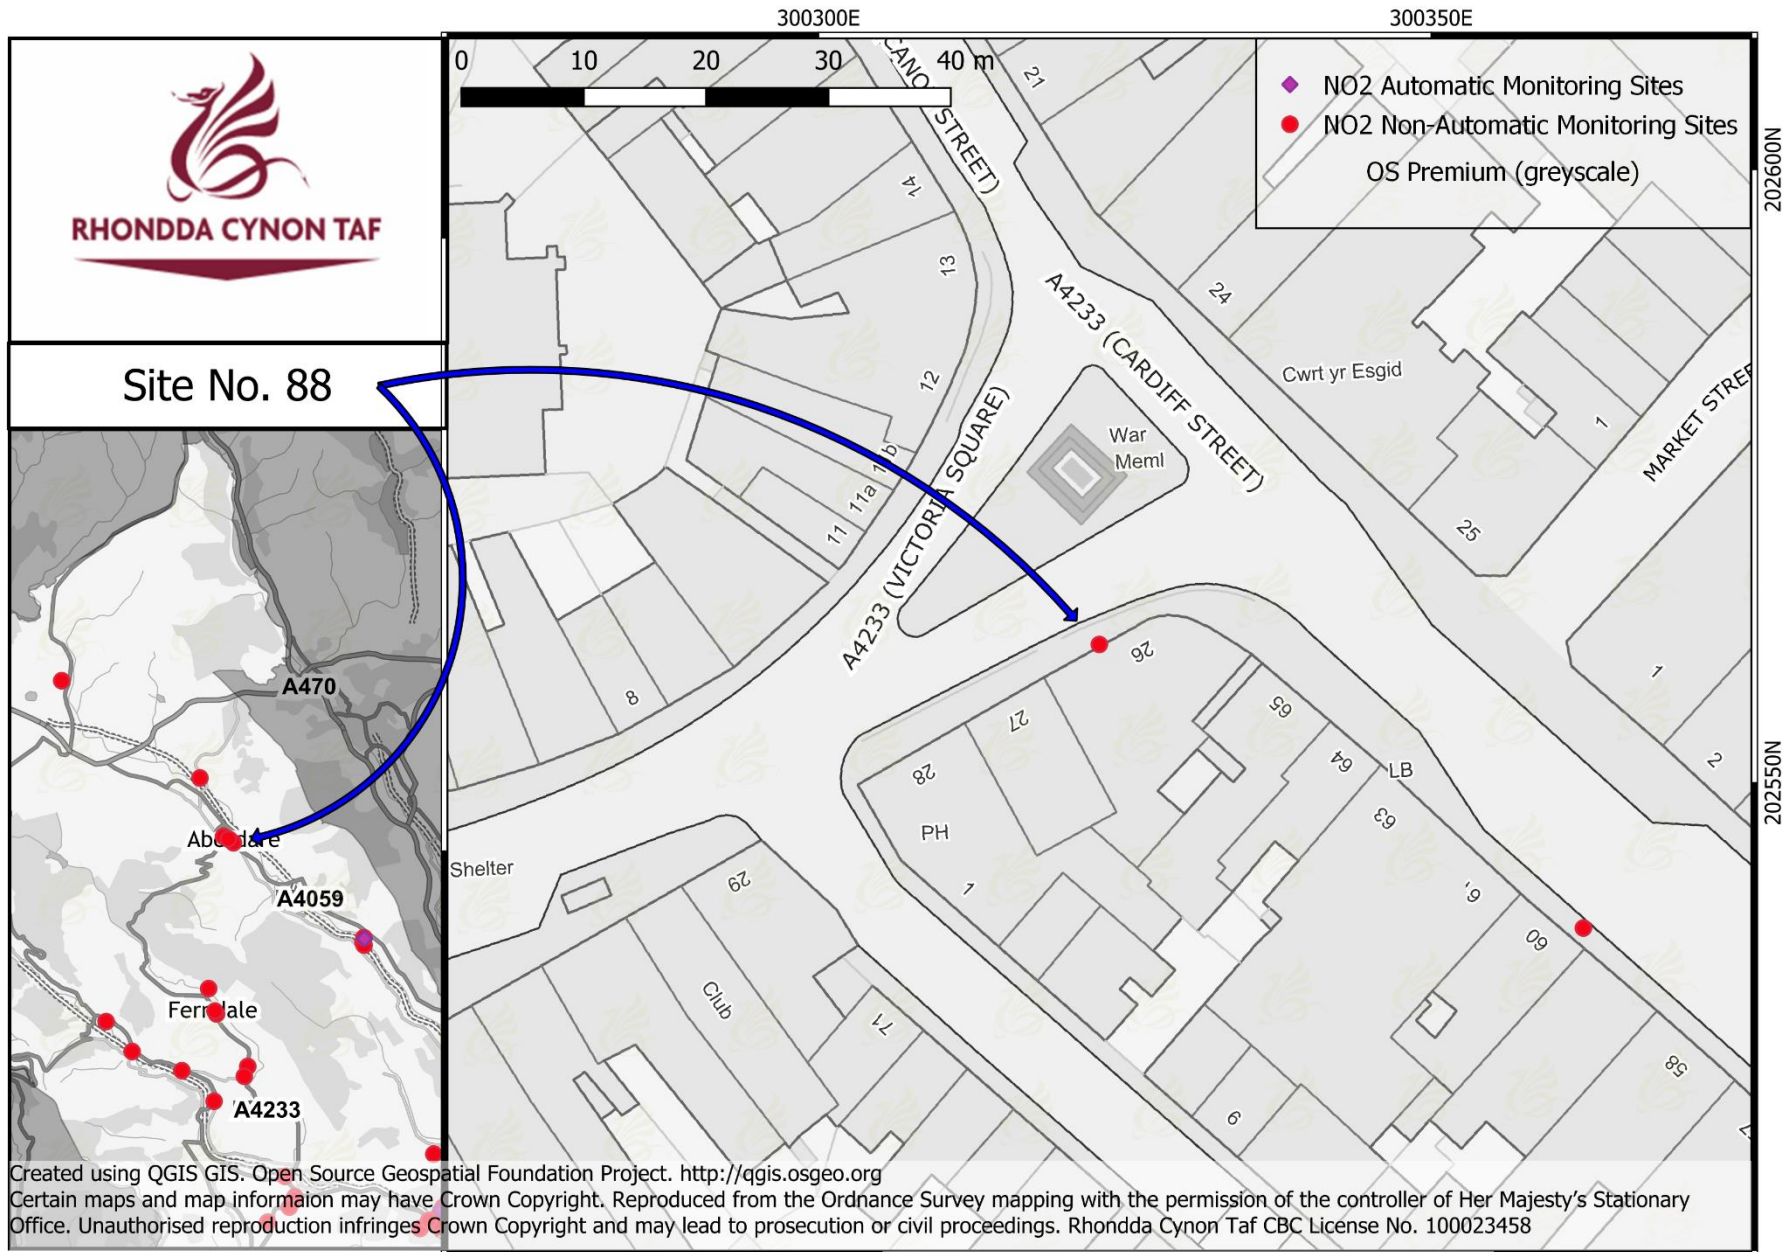 300300E
300350E
0 10 20 30 40 m
NO2 Automatic Monitoring Sites
NO2 Non-Automatic Monitoring Sites
OS Premium (greyscale)
202600N
202550N
RHONDDA CYNON TAF
Site No. 88
A470
A4059
Ferndale
A4233
STREET)
A4233 (CARDIFF STREET)
A4233 (VICTORIA SQUARE)
War
Meml
Cwrt yr Esgid
MARKET STREE
21
14
13
12
11a
11
8
24
25
1
1
2
26
27
28
PH
1
65
64
LB
63
61
60
58
9
Shelter
29
Club
71
Created using QGIS GIS. Open Source Geospatial Foundation Project. http://qgis.osgeo.org
Certain maps and map informaion may have Crown Copyright. Reproduced from the Ordnance Survey mapping with the permission of the controller of Her Majesty's Stationary
Office. Unauthorised reproduction infringes Crown Copyright and may lead to prosecution or civil proceedings. Rhondda Cynon Taf CBC License No. 100023458